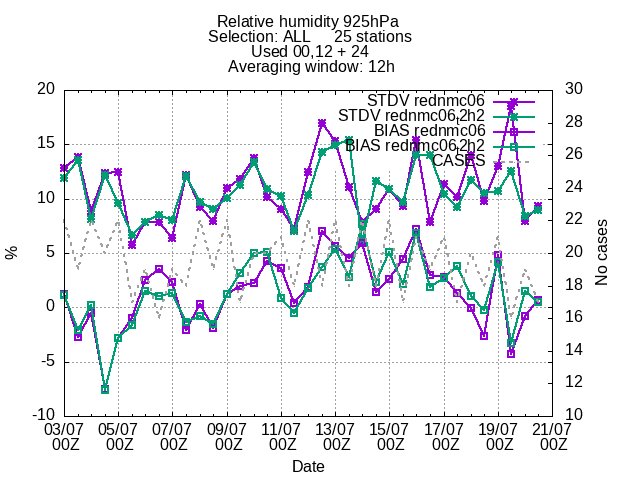 Relative humidity 925hPa
Selection: ALL 25 stations
Used 00,12 + 24
Averaging window: 12h
20 30
STDV rednmc06
28
STDV rednmc06,2h2
15 BIAS rednmc06
BIAS rednmc06,2h2 26
CASES
24
10
22
% 5 20 No cases
18
0
16
14
-5
12
-10 10
03/07 05/07 07/07 09/07 11/07 13/07 15/07 17/07 19/07 21/07
00Z 00Z 00Z 00Z 00Z 00Z 00Z 00Z 00Z 00Z
Date